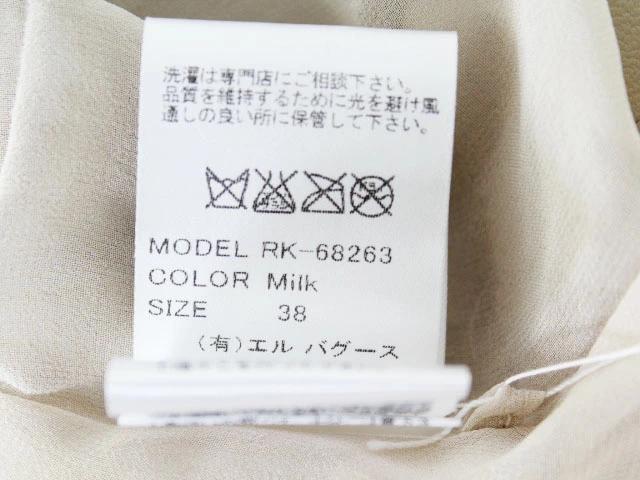 洗濯は専門店にご相談下さい。
品質を維持するために光を避け風
通しの良い所に保管して下さい。
MODEL RK-68263
COLOR Milk
SIZE 38
(有)エル バグース